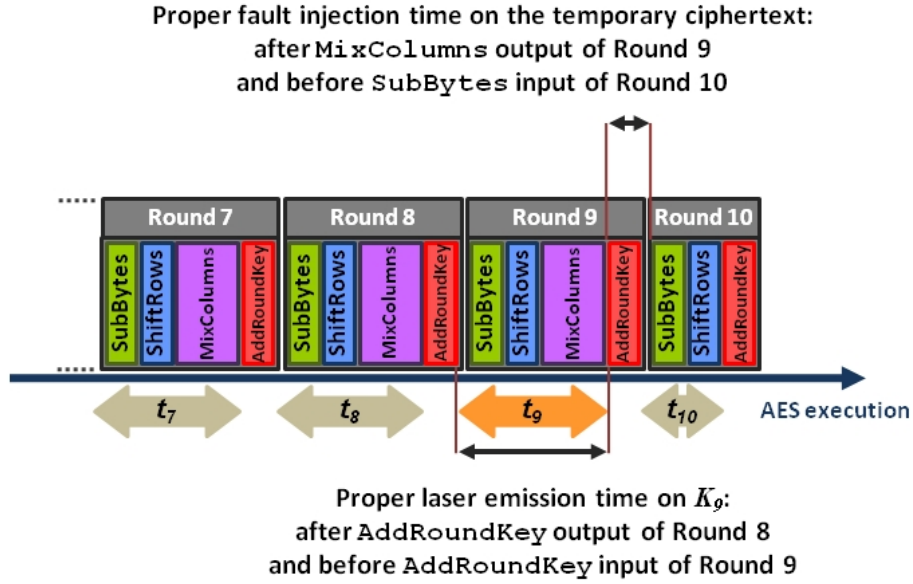 Proper fault injection time on the temporary ciphertext:
after MixColumns output of Round 9
and before SubBytes input of Round 10
Round 7
Round 8
Round 9
Round 10
SubBytes
ShiftRows
MixColumns
AddRoundKey
SubBytes
ShiftRows
MixColumns
AddRoundKey
SubBytes
ShiftRows
MixColumns
AddRoundKey
SubBytes
ShiftRows
AddRoundKey
t7
t8
t9
t10
AES execution
Proper laser emission time on K9:
after AddRoundKey output of Round 8
and before AddRoundKey input of Round 9